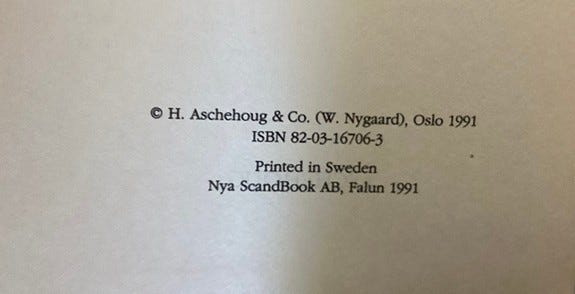 © H. Aschehoug & Co. (W. Nygaard), Oslo 1991
ISBN 82-03-16706-3
Printed in Sweden
Nya ScandBook AB, Falun 1991